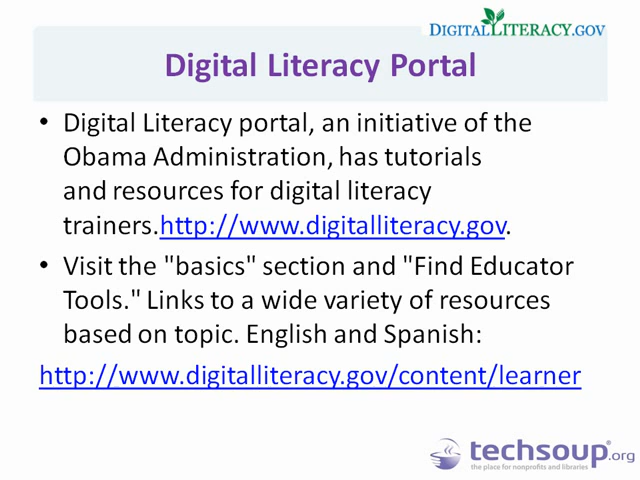 DIGITALLITERACY.GOV
Digital Literacy Portal
• Digital Literacy portal, an initiative of the
Obama Administration, has tutorials
and resources for digital literacy
trainers.http://www.digitalliteracy.gov.
• Visit the "basics" section and "Find Educator
Tools." Links to a wide variety of resources
based on topic. English and Spanish:
http://www.digitalliteracy.gov/content/learner
techsoup.org
the place for nonprofits and libraries